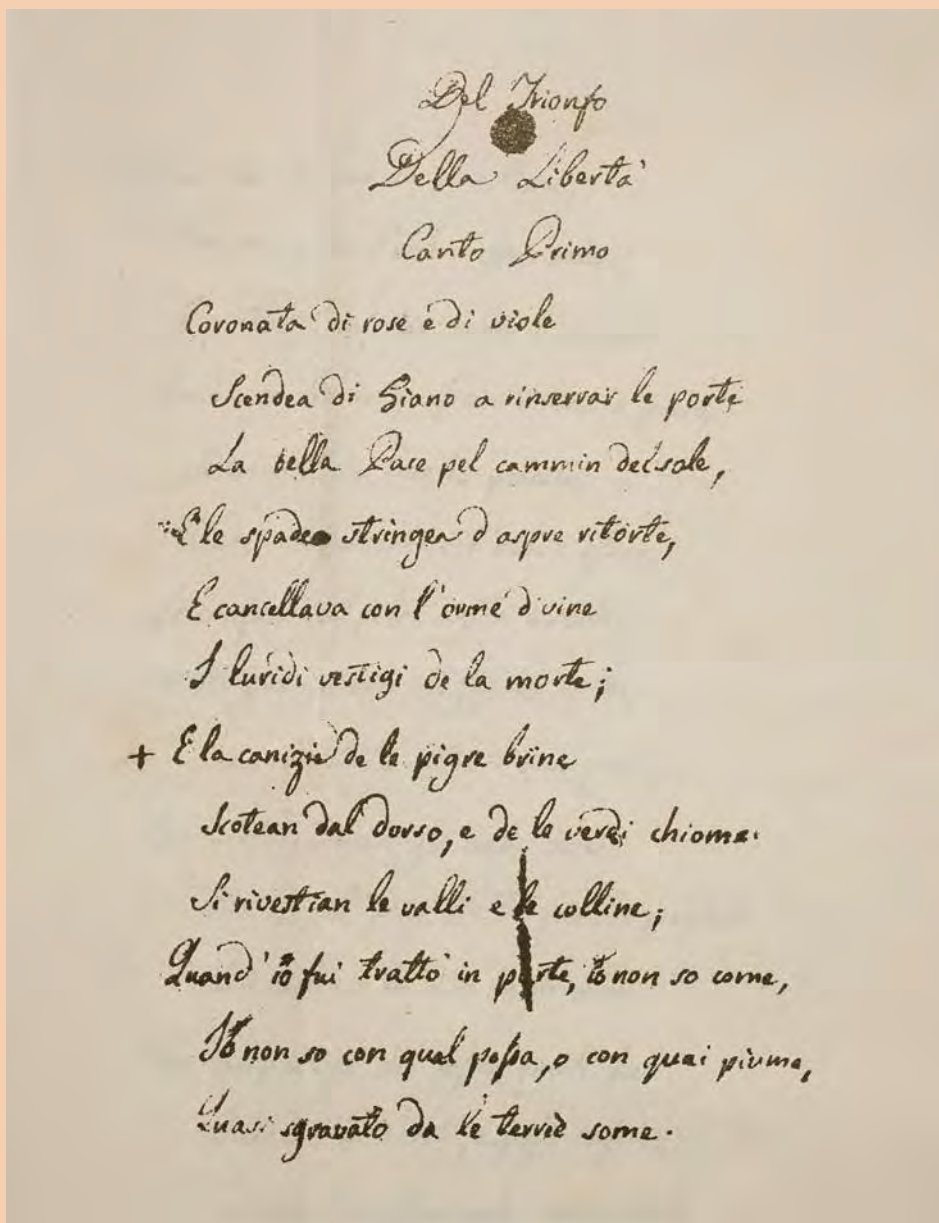 Del Trionfo
Della Libertà
Canto Primo
Coronata di rose e di viole
Scendea di Giano a rinserrar le porte
La bella Pace pel cammin del sole,
E le spade stringea d'aspre ritorte,
E cancellava con l'orme divine
I luridi vestigi de la morte;
+ E la canizie de le pigre brine
Scotean dal dorso, e de le verdi chiome
Si rivestian le valli e le colline;
Quand'io fui tratto in parte, io non so come,
Io non so con qual possa, o con quai piume,
Quasi sgravato da le terree some.